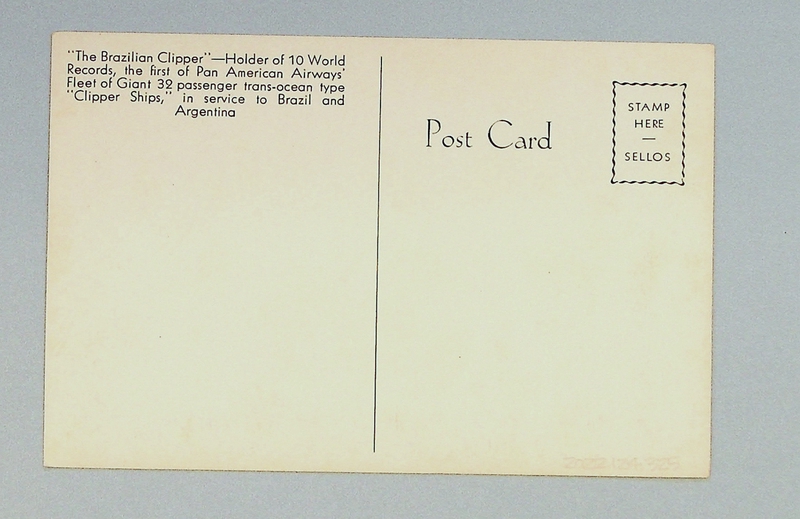 "The Brazilian Clipper"—Holder of 10 World
Records, the first of Pan American Airways'
Fleet of Giant 32 passenger trans-ocean type
"Clipper Ships," in service to Brazil and
Argentina
Post Card
STAMP
HERE
—
SELLOS